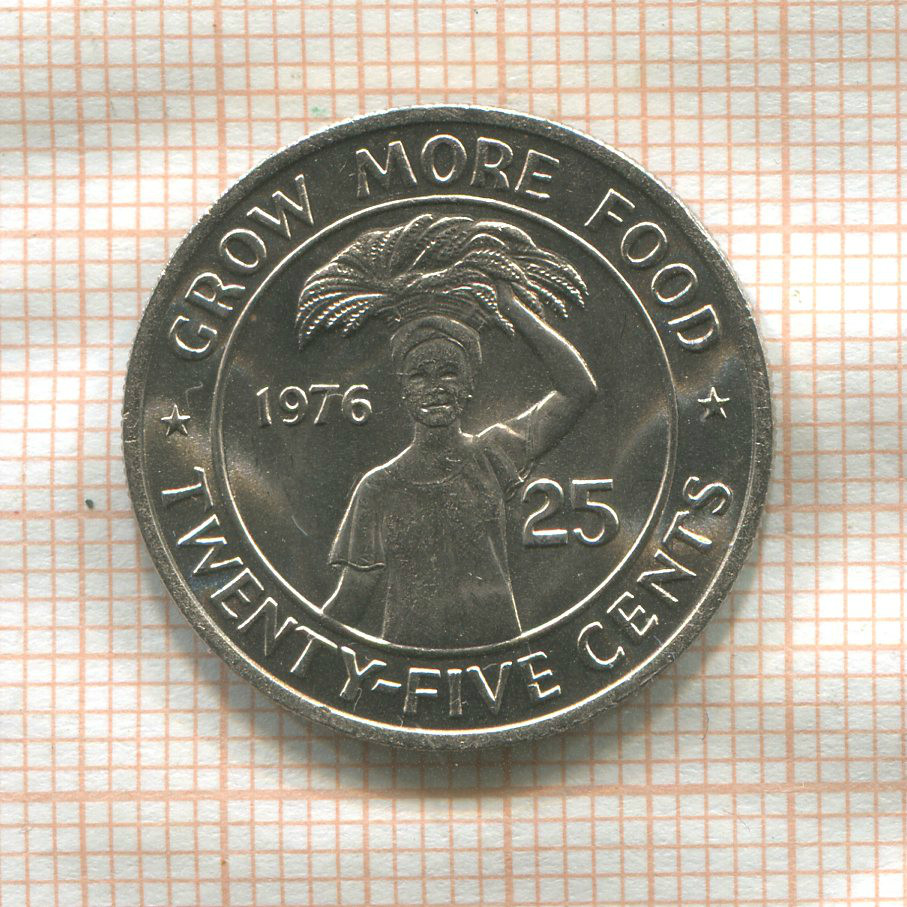 GROW MORE FOOD
1976
25
TWENTY-FIVE CENTS